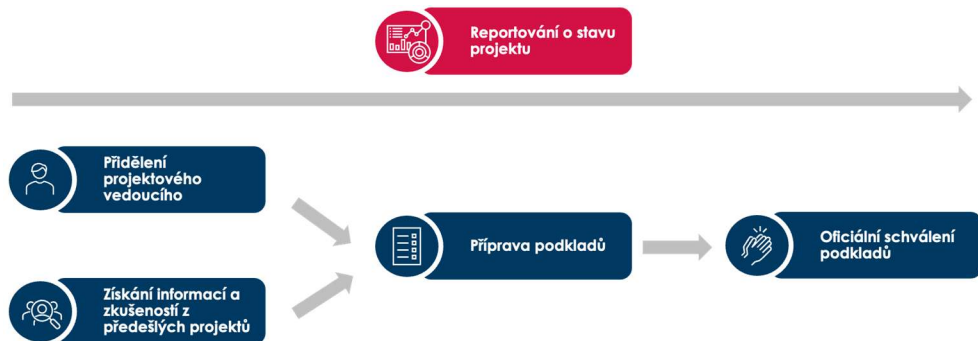 Reportování o stavu
projektu
Přidělení
projektového
vedoucího
Příprava podkladů
Oficiální schválení
podkladů
Získání informací a
zkušeností z
předešlých projektů